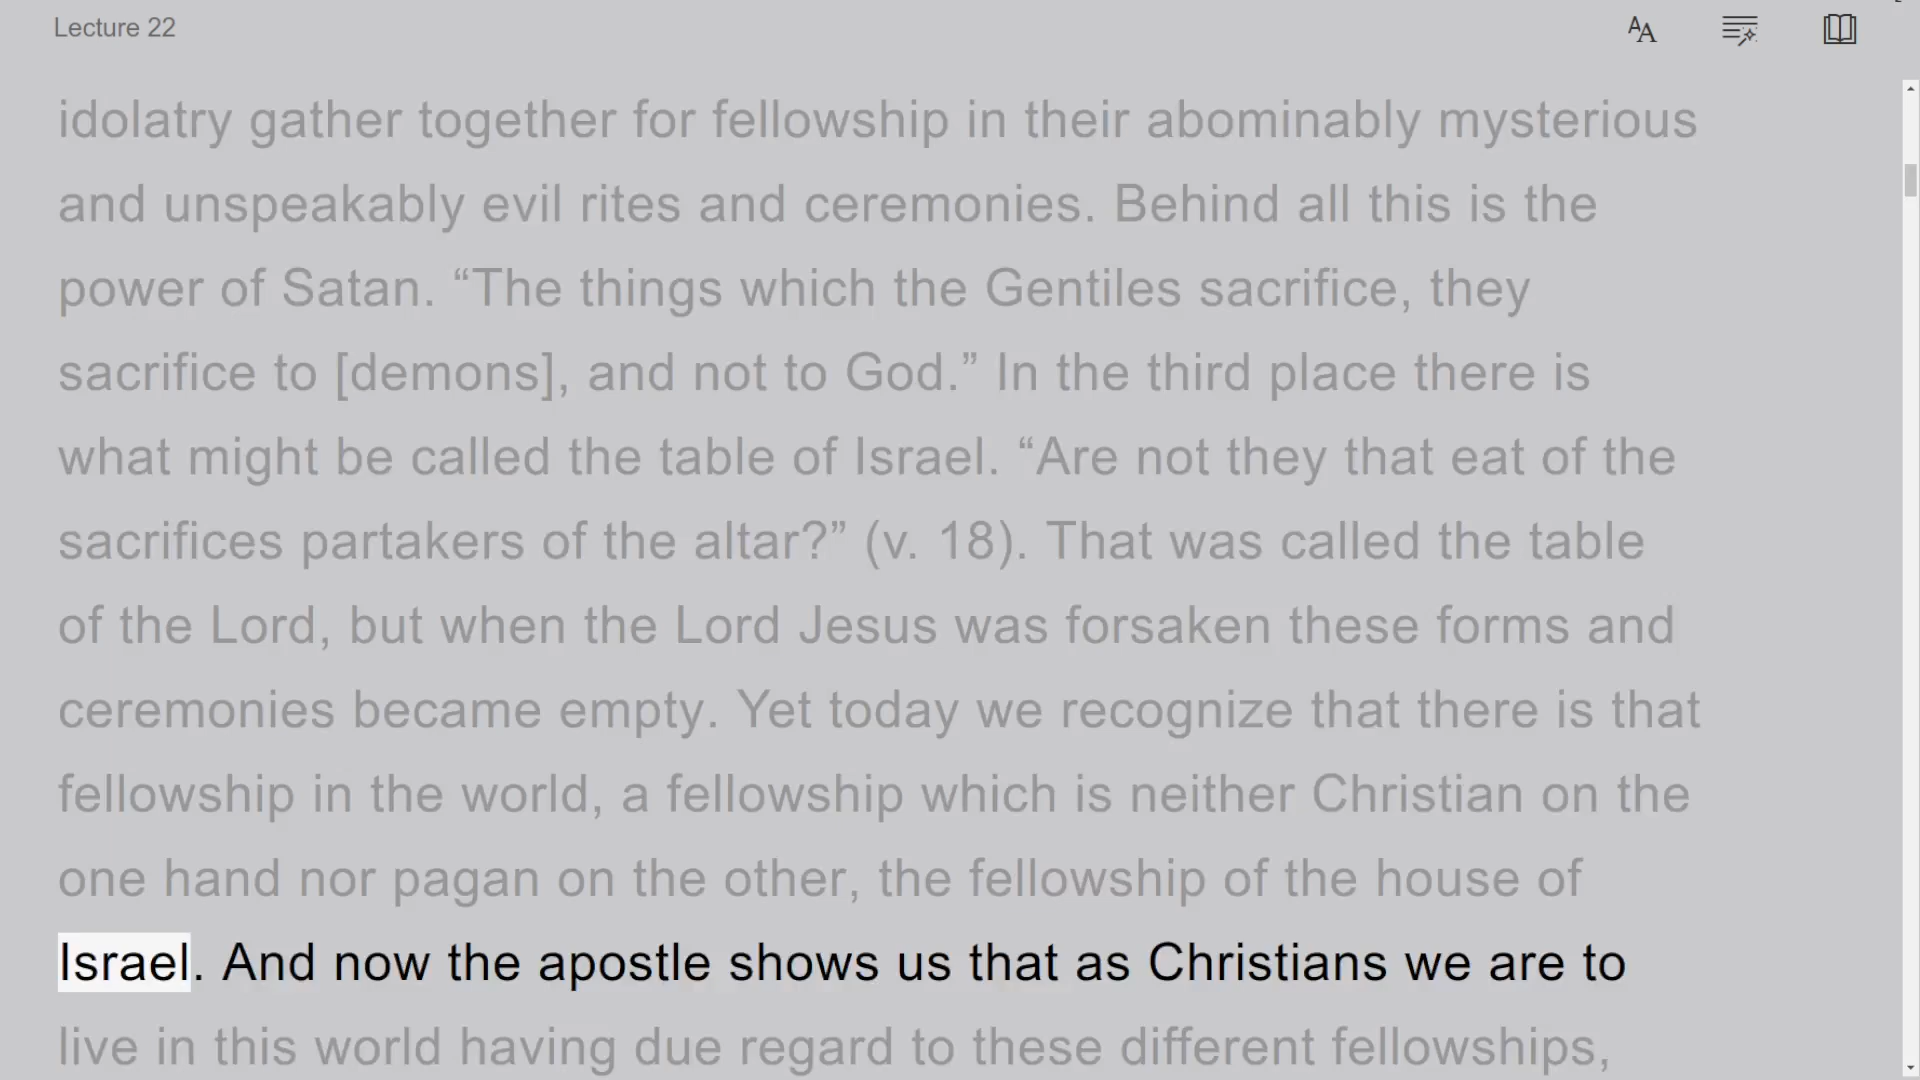 Lecture 22
idolatry gather together for fellowship in their abominably mysterious
and unspeakably evil rites and ceremonies. Behind all this is the
power of Satan. “The things which the Gentiles sacrifice, they
sacrifice to [demons], and not to God.” In the third place there is
what might be called the table of Israel. “Are not they that eat of the
sacrifices partakers of the altar?” (v. 18). That was called the table
of the Lord, but when the Lord Jesus was forsaken these forms and
ceremonies became empty. Yet today we recognize that there is that
fellowship in the world, a fellowship which is neither Christian on the
one hand nor pagan on the other, the fellowship of the house of
Israel. And now the apostle shows us that as Christians we are to
live in this world having due regard to these different fellowships,